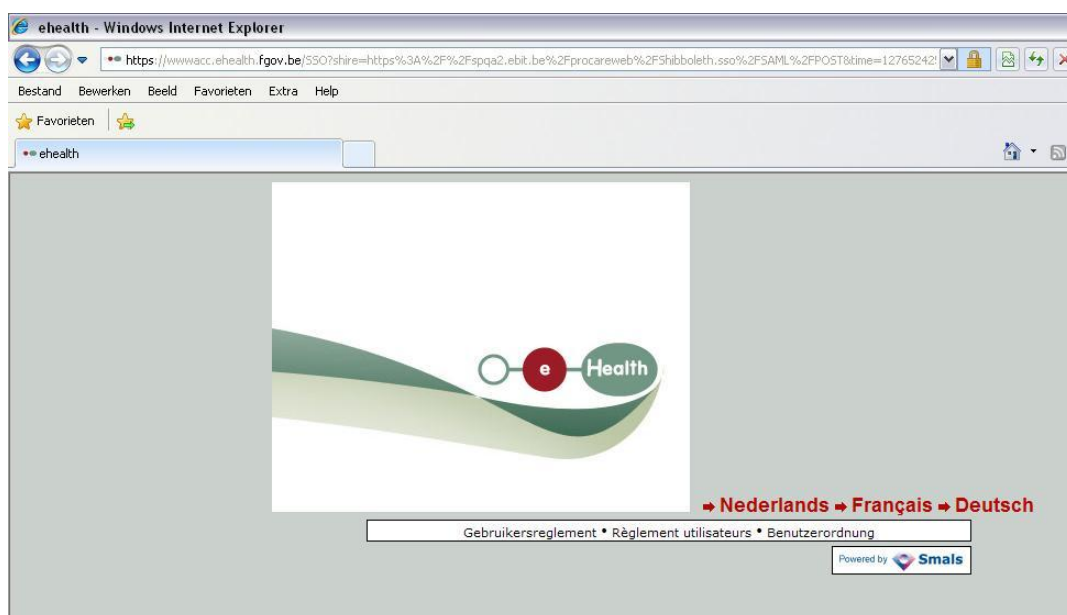 ehealth - Windows Internet Explorer
https://wwwacc.ehealth.fgov.be/SSO?shire=https%3A%2F%2Fspqa2.ebit.be%2Fprocareweb%2FShibboleth.sso%2FSAML%2FPOST&time=12765242
Bestand Bewerken Beeld Favorieten Extra Help
Favorieten
ehealth
e Health
→ Nederlands → Français → Deutsch
Gebruikersreglement • Règlement utilisateurs • Benutzerordnung
Powered by Smals